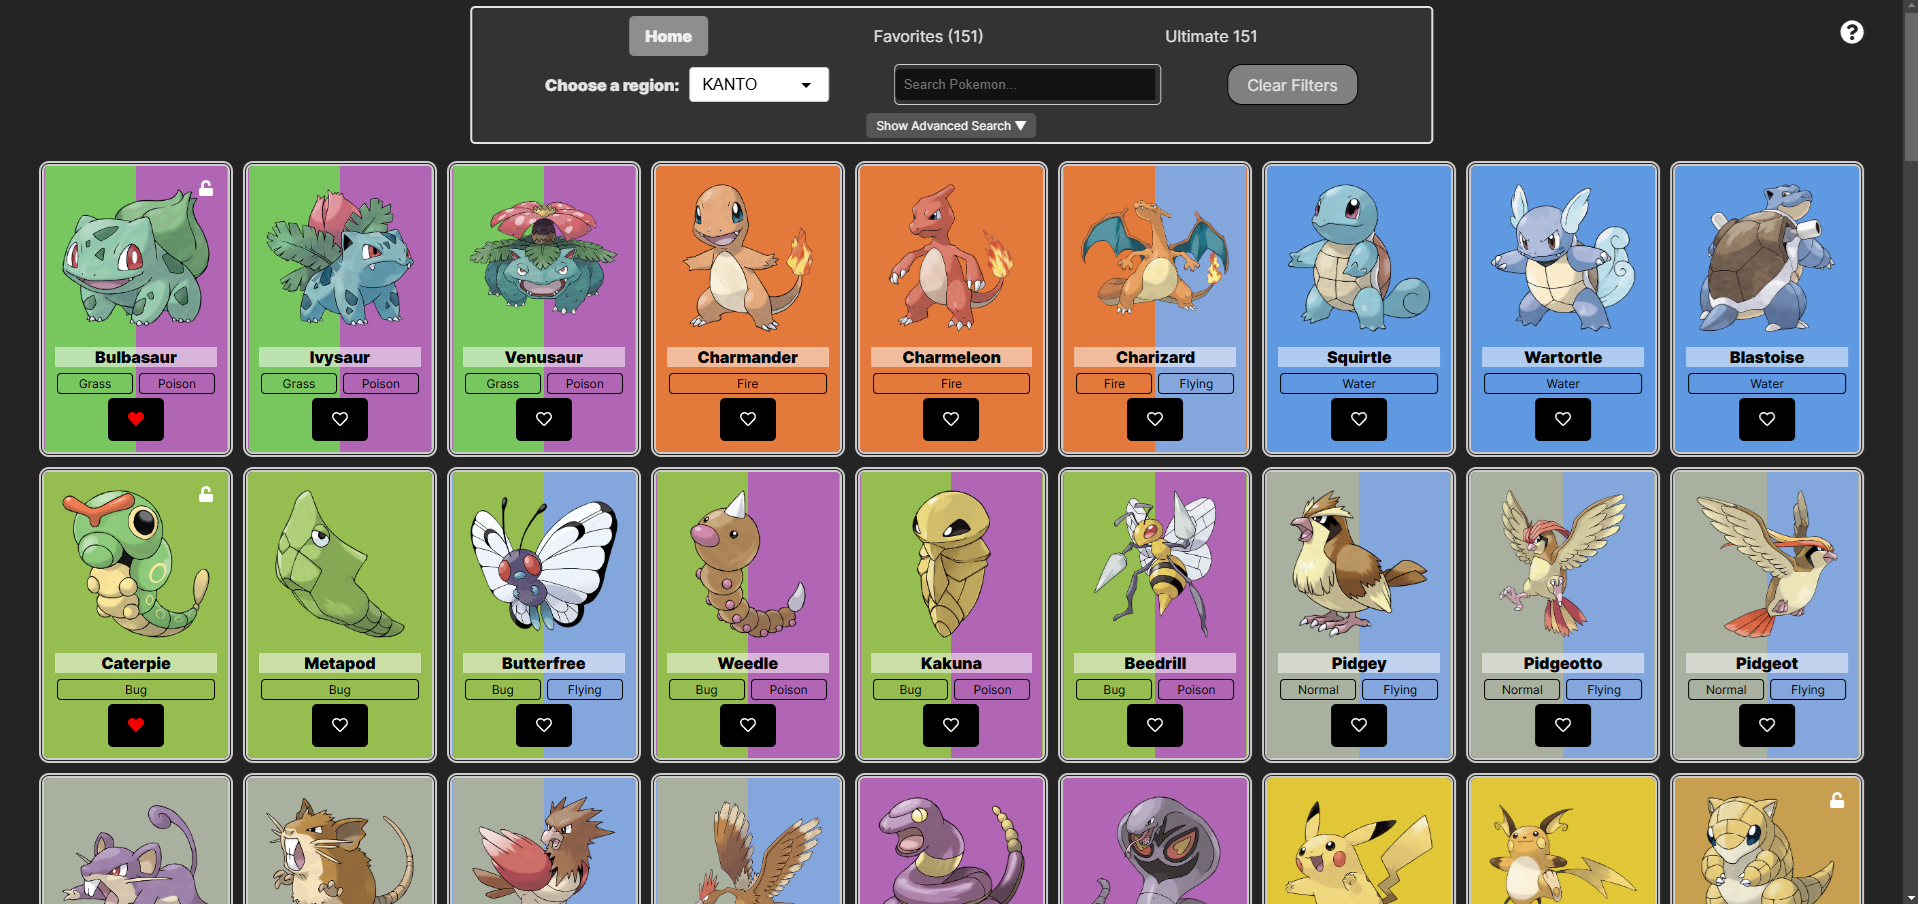 Home Favorites (151) Ultimate 151
Choose a region: KANTO Search Pokemon... Clear Filters
Show Advanced Search ▼
Bulbasaur Ivysaur Venusaur Charmander Charmeleon Charizard Squirtle Wartortle Blastoise
Grass Poison Grass Poison Grass Poison Fire Fire Fire Flying Water Water Water
Caterpie Metapod Butterfree Weedle Kakuna Beedrill Pidgey Pidgeotto Pidgeot
Bug Bug Bug Flying Bug Poison Bug Poison Bug Poison Normal Flying Normal Flying Normal Flying